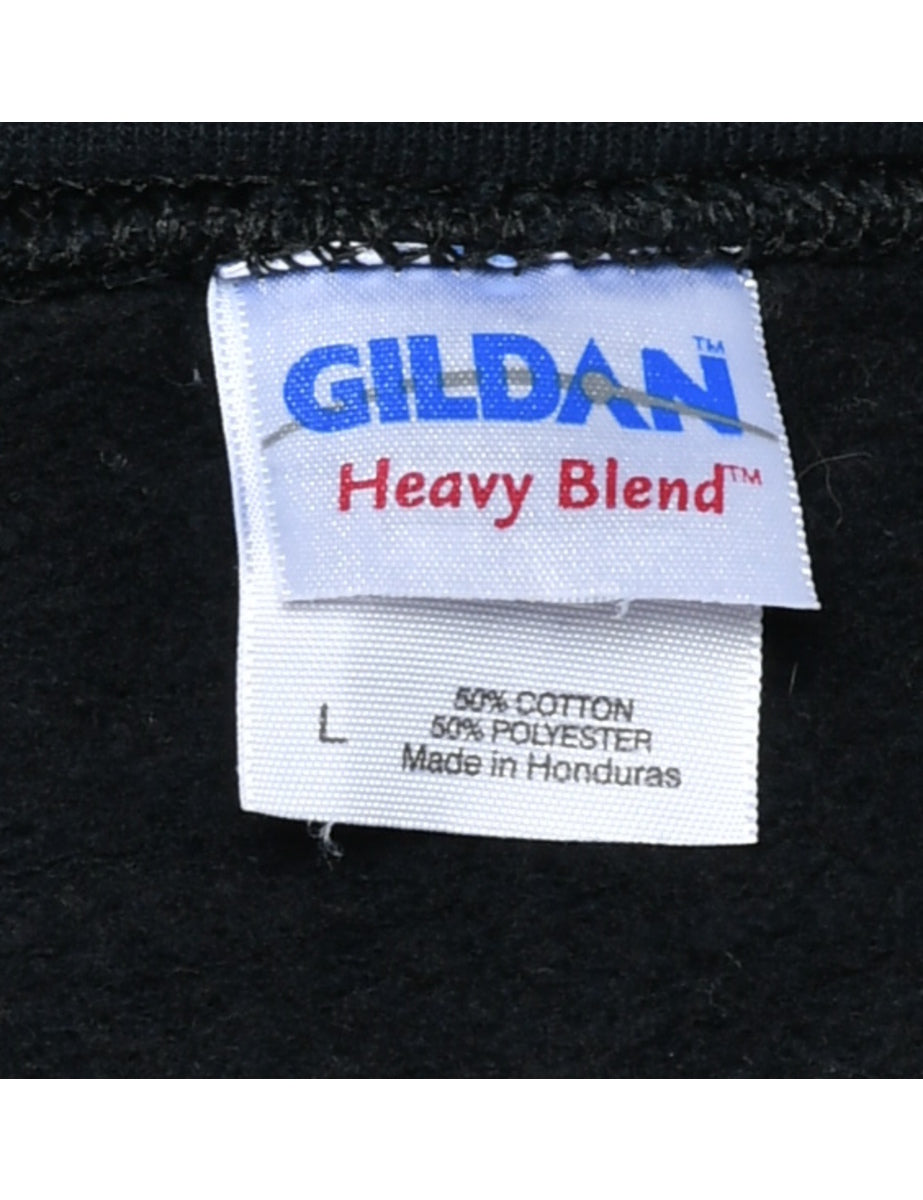 GILDAN™
Heavy Blend™
L
50% COTTON
50% POLYESTER
Made in Honduras